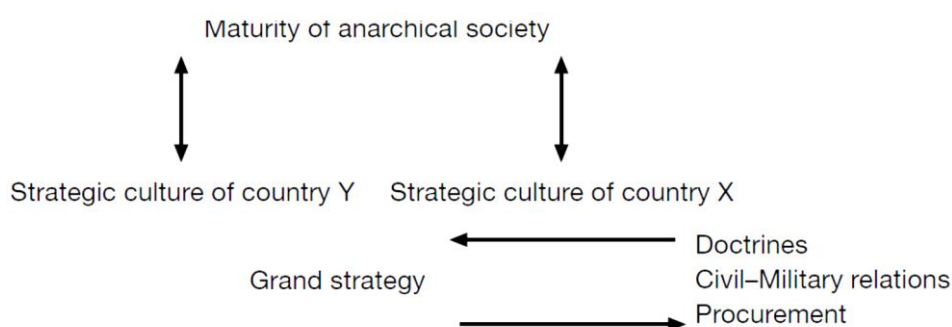 Maturity of anarchical society
Strategic culture of country Y
Strategic culture of country X
Doctrines
Grand strategy
Civil–Military relations
Procurement